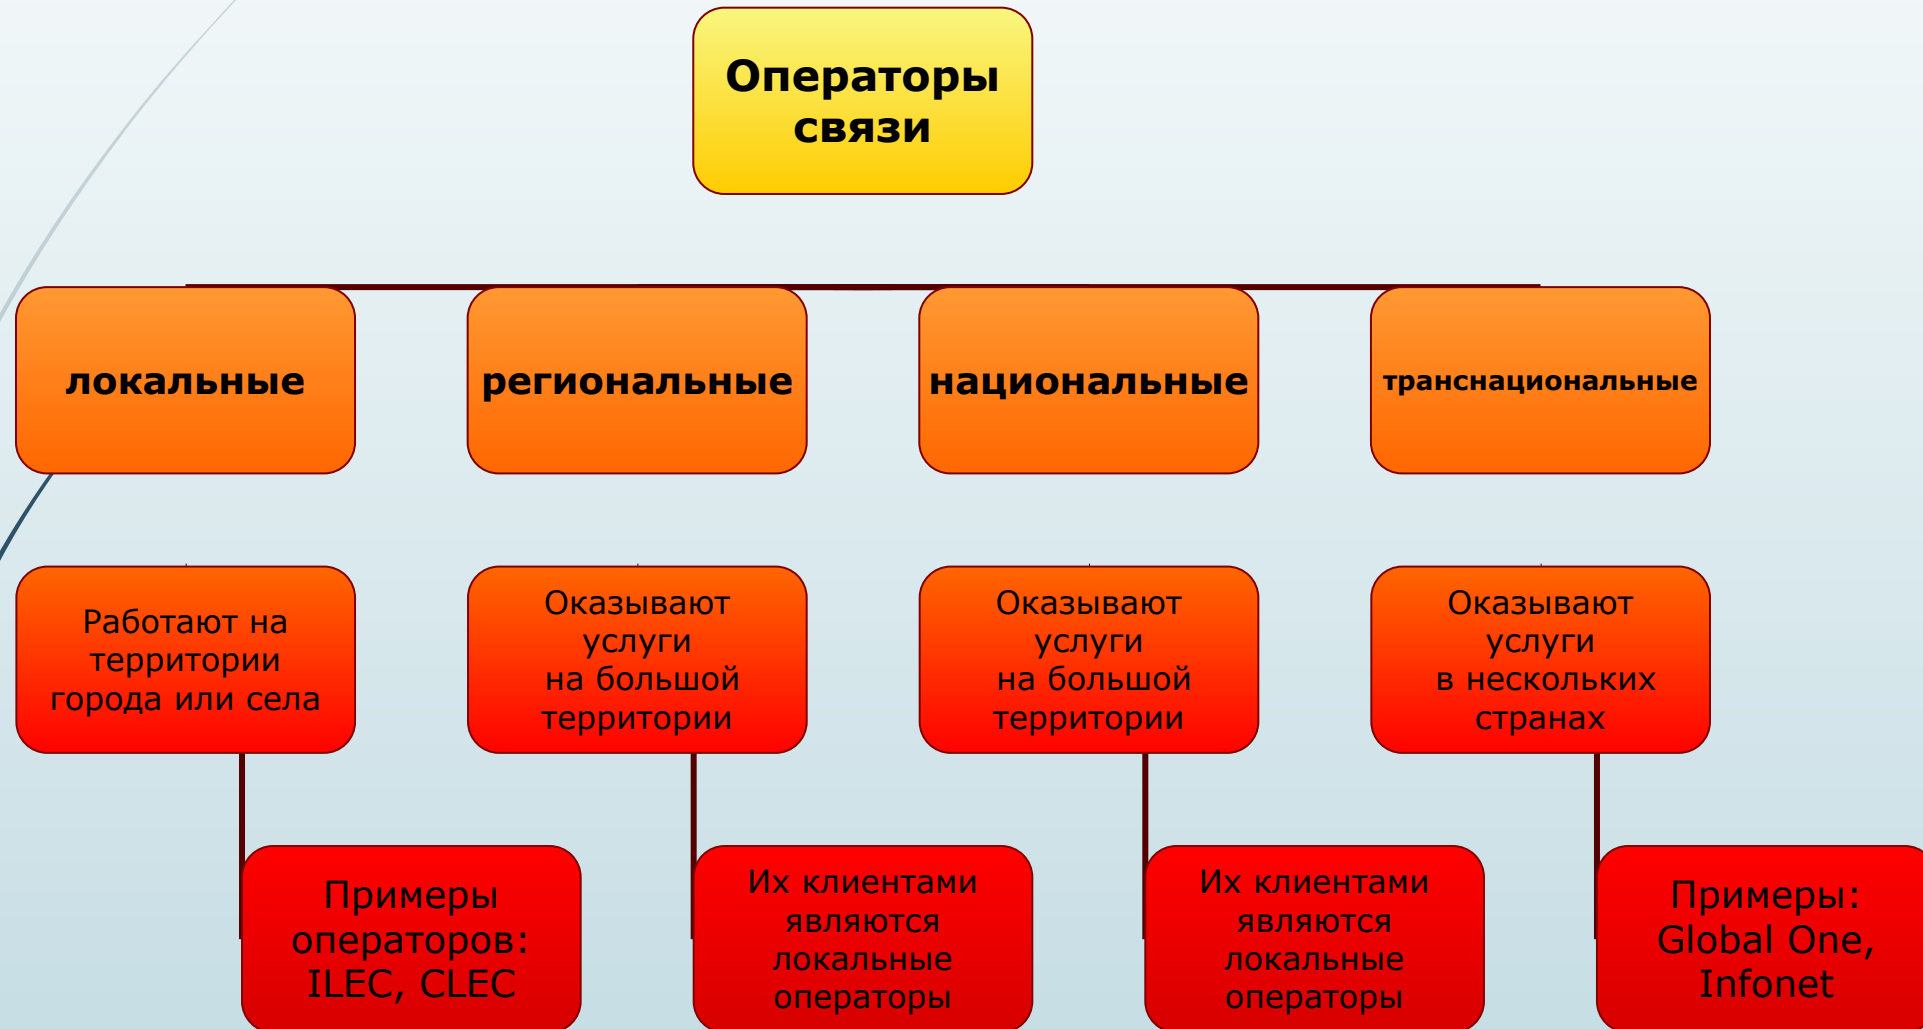 Операторы
связи
локальные
региональные
национальные
транснациональные
Работают на
территории
города или села
Оказывают
услуги
на большой
территории
Оказывают
услуги
на большой
территории
Оказывают
услуги
в нескольких
странах
Примеры
операторов:
ILEC, CLEC
Их клиентами
являются
локальные
операторы
Их клиентами
являются
локальные
операторы
Примеры:
Global One,
Infonet